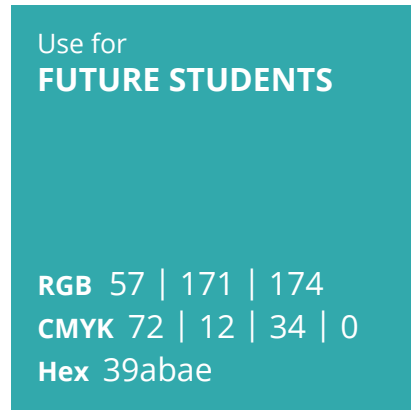 Use for
FUTURE STUDENTS
RGB 57 | 171 | 174
CMYK 72 | 12 | 34 | 0
Hex 39abae